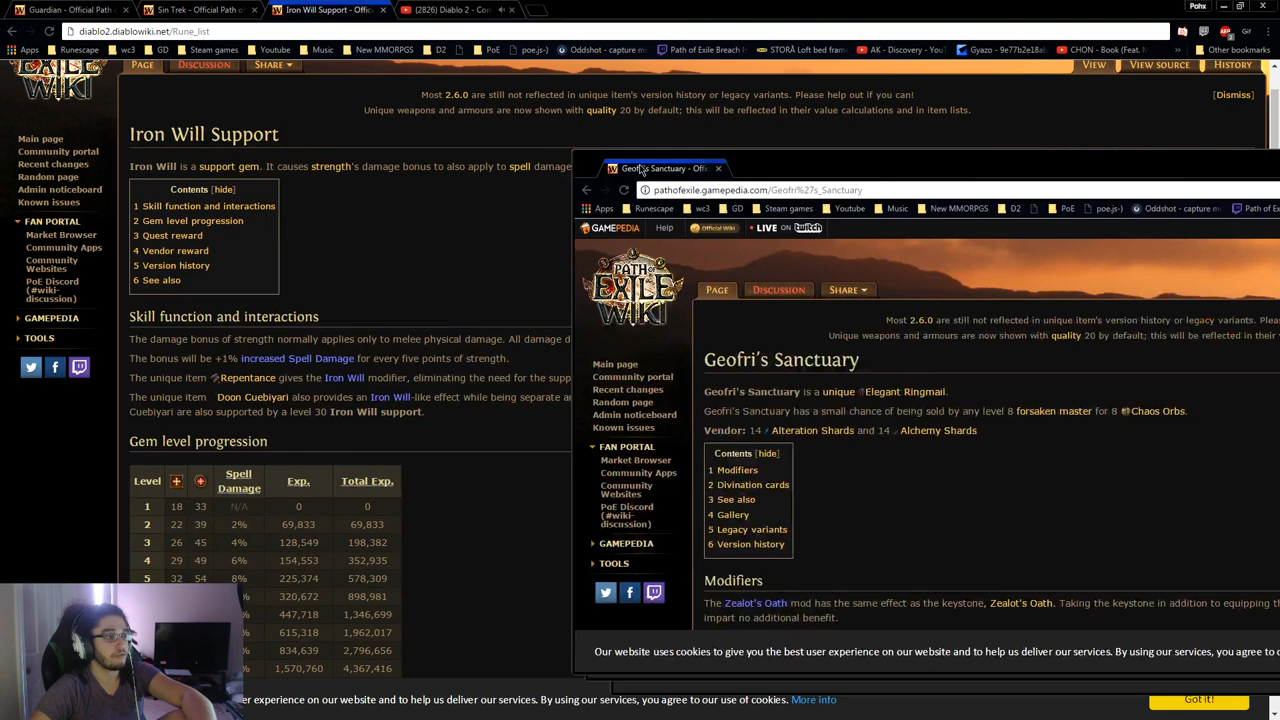 Guardian - Official Path of
Sin Trek - Official Path of
Iron Will Support - Offic
(2826) Diablo 2 - Con
Pohx
diablo2.diablowiki.net/Rune_list
Apps
Runescape
wc3
GD
Steam games
Youtube
Music
New MMORPGS
D2
PoE
poe.js-)
Oddshot - capture m
Path of Exile Breach
STORÅ Loft bed fram
AK - Discovery - You
Gyazo - 9e77b2e18a
CHON - Book (Feat. M
»
Other bookmarks
EXILE
WIKI
PAGE
DISCUSSION
SHARE
VIEW
VIEW SOURCE
HISTORY
Most 2.6.0 are still not reflected in unique item's version history or legacy variants. Please help out if you can!
[Dismiss]
Unique weapons and armours are now shown with quality 20 by default; this will be reflected in their value calculations and in item lists.
Main page
Community portal
Recent changes
Random page
Admin noticeboard
Known issues
FAN PORTAL
Market Browser
Community Apps
Community
Websites
PoE Discord
(#wiki-
discussion)
GAMEPEDIA
TOOLS
Iron Will Support
Iron Will is a support gem. It causes strength's damage bonus to also apply to spell damage
Contents [hide]
1 Skill function and interactions
2 Gem level progression
3 Quest reward
4 Vendor reward
5 Version history
6 See also
Skill function and interactions
The damage bonus of strength normally applies only to melee physical damage. All damage d
The bonus will be +1% increased Spell Damage for every five points of strength.
The unique item Repentance gives the Iron Will modifier, eliminating the need for the supp
The unique item Doon Cuebiyari also provides an Iron Will-like effect while being separate an
Cuebiyari are also supported by a level 30 Iron Will support.
Gem level progression
Level Spell Damage Exp. Total Exp.
1 18 33 N/A 0 0
2 22 39 2% 69,833 69,833
3 26 45 4% 128,549 198,382
4 29 49 6% 154,553 352,935
5 32 54 8% 225,374 578,309
% 320,672 898,981
% 447,718 1,346,699
% 615,318 1,962,017
% 834,639 2,796,656
% 1,570,760 4,367,416
experience on our website and to help us deliver our services. By using our services, you agree to our use of cookies. More info
Got it!
Geofri's Sanctuary - Offi
pathofexile.gamepedia.com/Geofri%27s_Sanctuary
Apps
Runescape
wc3
GD
Steam games
Youtube
Music
New MMORPGS
D2
PoE
poe.js-)
Oddshot - capture m
Path of Ex
GAMEPEDIA
Help
Official Wiki
LIVE ON twitch
PATH OF
EXILE
WIKI
PAGE
DISCUSSION
SHARE
Most 2.6.0 are still not reflected in unique item's version history or legacy variants. Pleas
Unique weapons and armours are now shown with quality 20 by default; this will be reflected in their v
Main page
Community portal
Recent changes
Random page
Admin noticeboard
Known issues
FAN PORTAL
Market Browser
Community Apps
Community
Websites
PoE Discord
(#wiki-
discussion)
GAMEPEDIA
TOOLS
Geofri's Sanctuary
Geofri's Sanctuary is a unique Elegant Ringmail.
Geofri's Sanctuary has a small chance of being sold by any level 8 forsaken master for 8 Chaos Orbs.
Vendor: 14 Alteration Shards and 14 Alchemy Shards
Contents [hide]
1 Modifiers
2 Divination cards
3 See also
4 Gallery
5 Legacy variants
6 Version history
Modifiers
The Zealot's Oath mod has the same effect as the keystone, Zealot's Oath. Taking the keystone in addition to equipping th
impart no additional benefit.
Our website uses cookies to give you the best user experience on our website and to help us deliver our services. By using our services, you agree to o